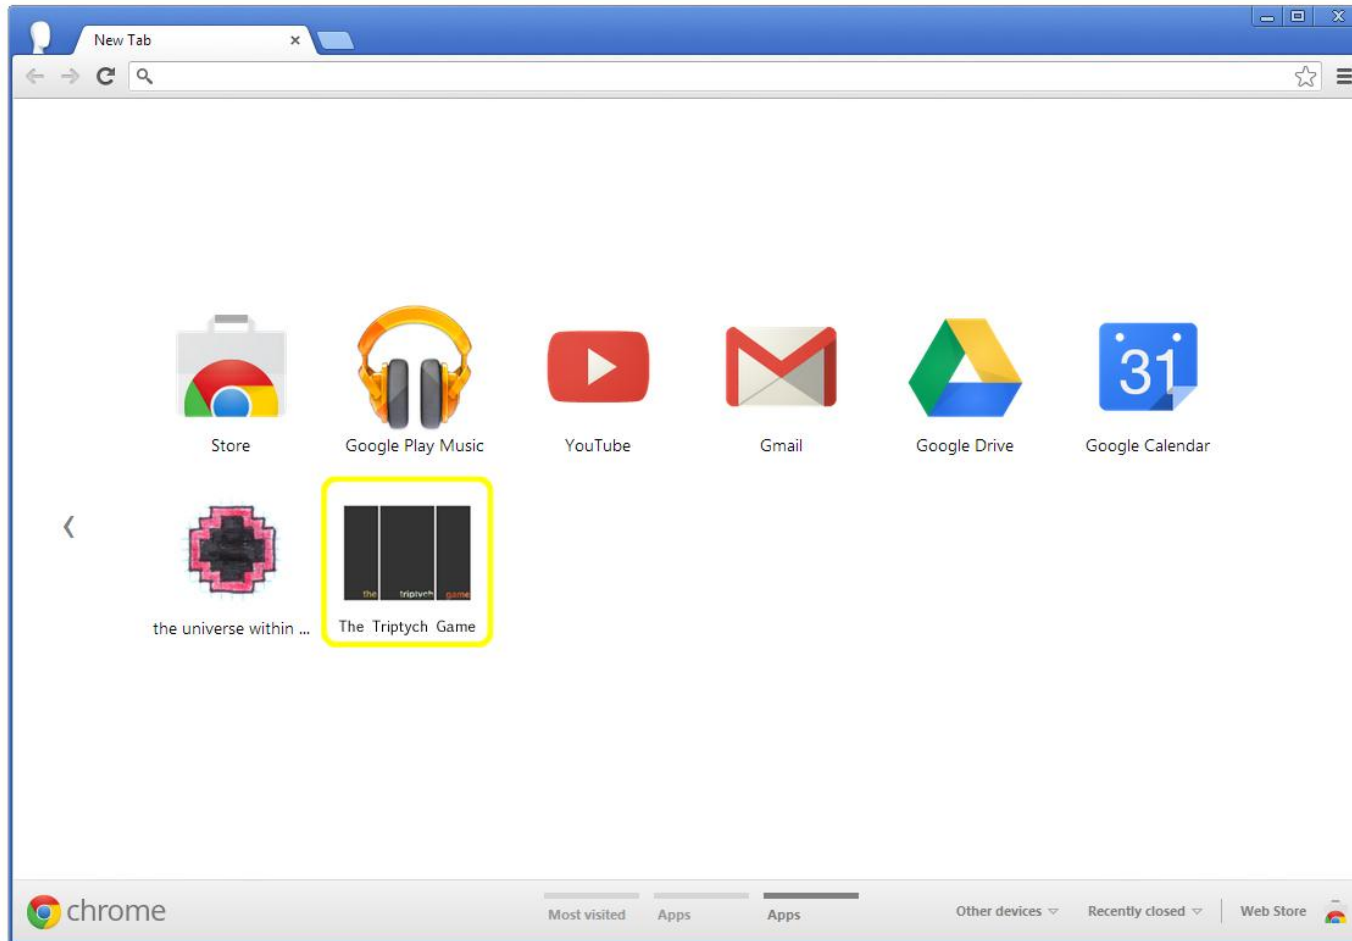 New Tab
Store
Google Play Music
YouTube
Gmail
Google Drive
31
Google Calendar
the universe within ...
the triptych game
The Triptych Game
chrome
Most visited
Apps
Apps
Other devices
Recently closed
Web Store